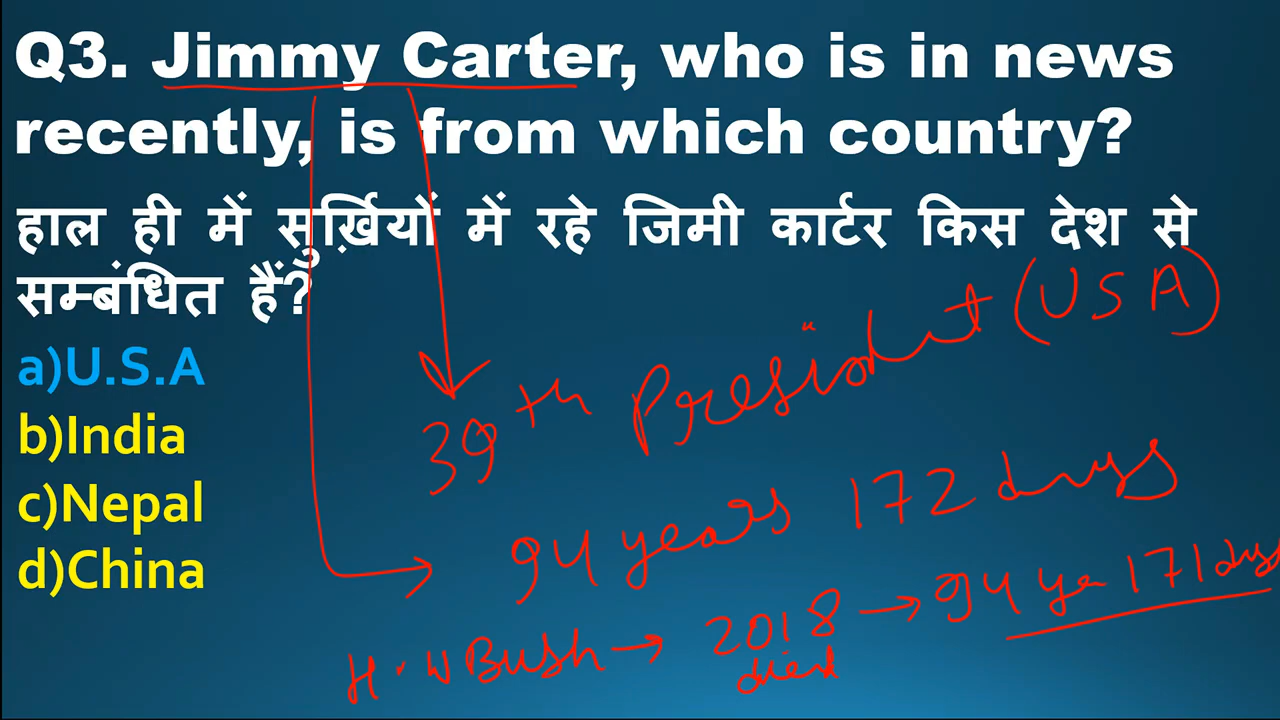 Q3. Jimmy Carter, who is in news
recently, is from which country?
हाल ही में सुर्ख़ियों में रहे जिमी कार्टर किस देश से
सम्बंधित हैं?
a)U.S.A
b)India
c)Nepal
d)China
39th President (USA)
94 years 172 days
H.W Bush → 2018 → 94 ye 171 days
died